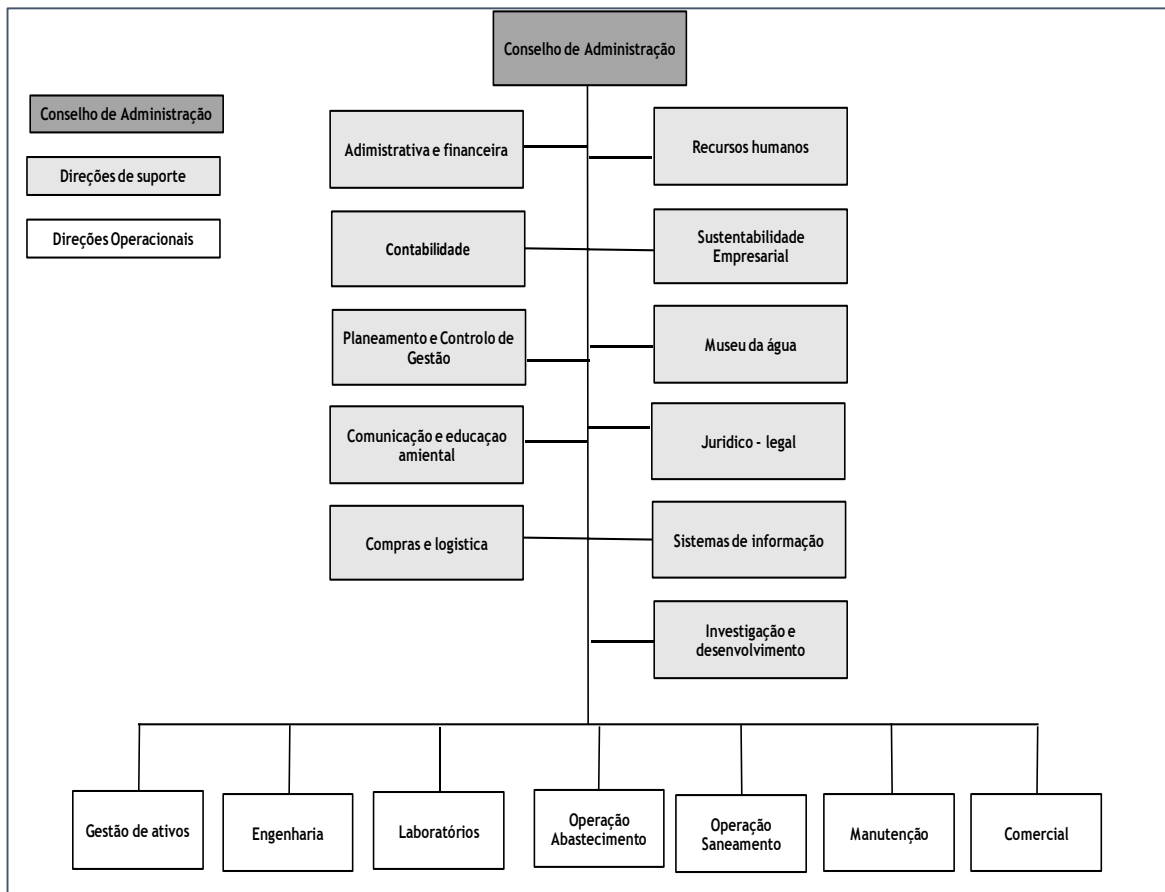 Conselho de Administração
Conselho de Administração
Direções de suporte
Direções Operacionais
Adimistrativa e financeira
Recursos humanos
Contabilidade
Sustentabilidade
Empresarial
Planeamento e Controlo de
Gestão
Museu da água
Comunicação e educaçao
amiental
Juridico - legal
Compras e logistica
Sistemas de informação
Investigação e
desenvolvimento
Gestão de ativos
Engenharia
Laboratórios
Operação
Abastecimento
Operação
Saneamento
Manutenção
Comercial